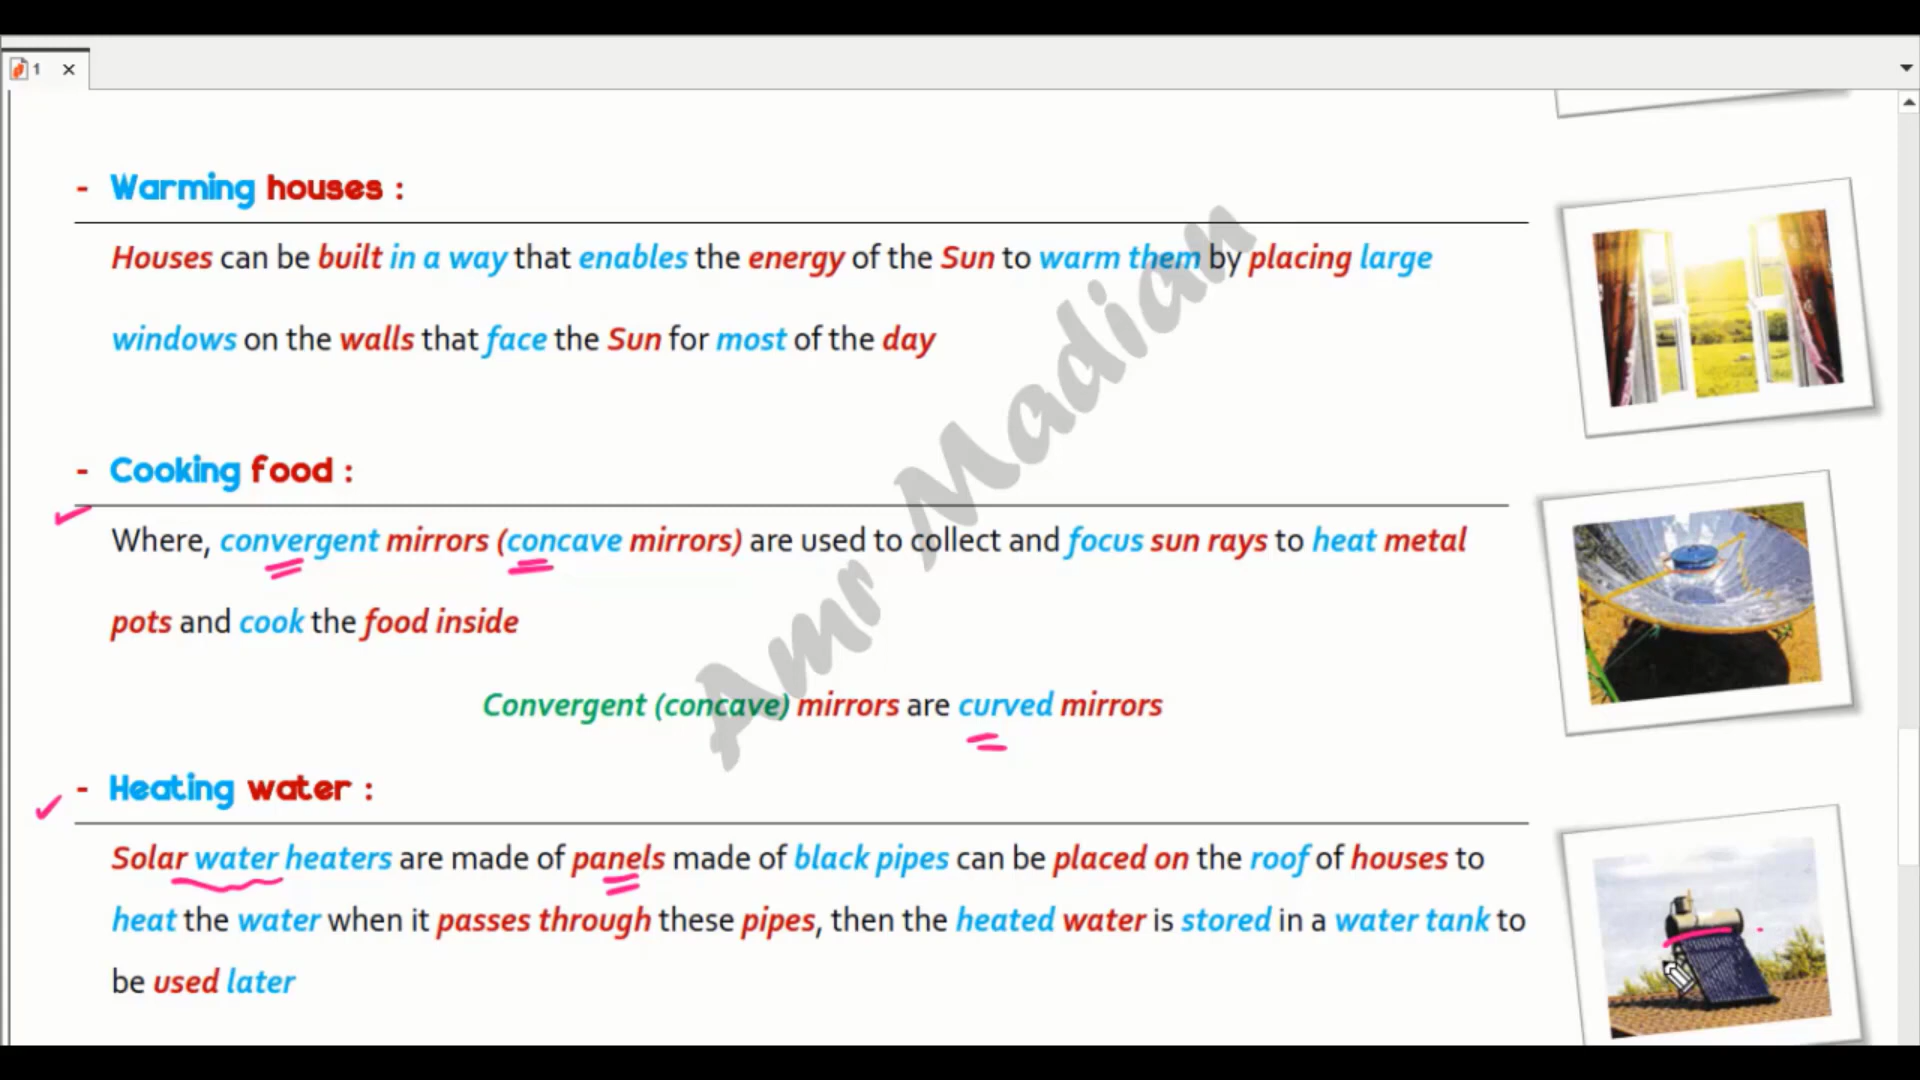 1
- Warming houses :
Houses can be built in a way that enables the energy of the Sun to warm them by placing large
windows on the walls that face the Sun for most of the day
- Cooking food :
Where, convergent mirrors (concave mirrors) are used to collect and focus sun rays to heat metal
pots and cook the food inside
Convergent (concave) mirrors are curved mirrors
- Heating water :
Solar water heaters are made of panels made of black pipes can be placed on the roof of houses to
heat the water when it passes through these pipes, then the heated water is stored in a water tank to
be used later
Amr Madian